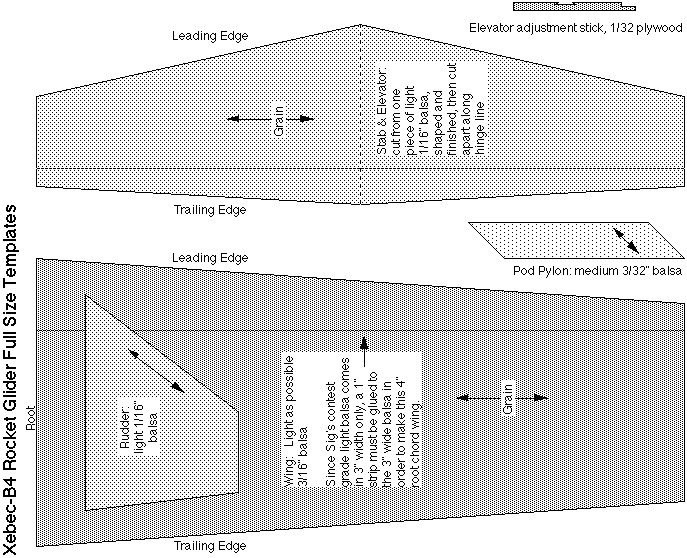 Xebec-B4 Rocket Glider Full Size Templates
Leading Edge
Elevator adjustment stick, 1/32 plywood
Grain
Stab & Elevator:
cut from one
piece of light
1/16" balsa,
shaped and
finished, then cut
apart along
hinge line
Trailing Edge
Pod Pylon: medium 3/32" balsa
Leading Edge
Root
Rudder:
light 1/16"
balsa
Wing: Light as possible
3/16" balsa
Since Sig's contest
grade light balsa comes
in 3" width only, a 1"
strip must be glued to
the 3" wide balsa in
order to make this 4"
root chord wing.
Grain
Trailing Edge